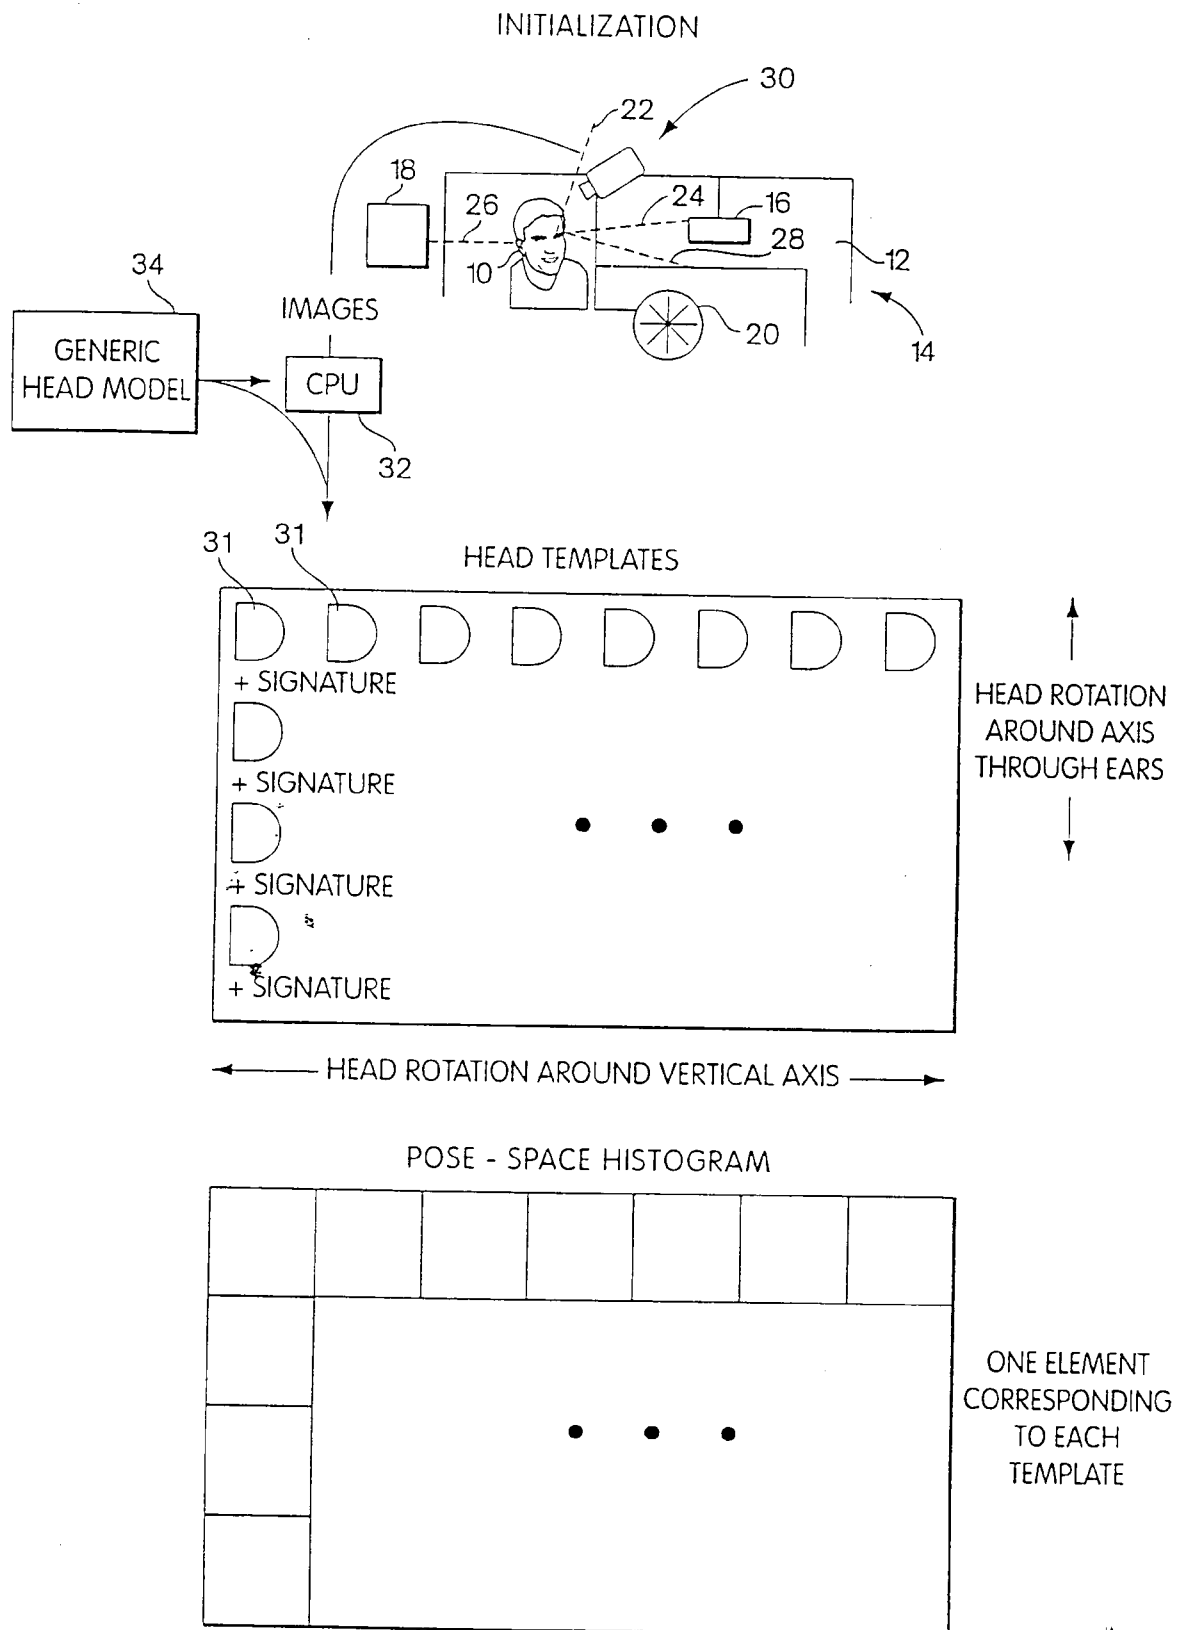 INITIALIZATION
30
22
18
26
24
16
28
12
10
34
IMAGES
20
14
GENERIC
HEAD MODEL
CPU
32
31
31
HEAD TEMPLATES
+ SIGNATURE
+ SIGNATURE
+ SIGNATURE
+ SIGNATURE
HEAD ROTATION
AROUND AXIS
THROUGH EARS
HEAD ROTATION AROUND VERTICAL AXIS
POSE - SPACE HISTOGRAM
ONE ELEMENT
CORRESPONDING
TO EACH
TEMPLATE